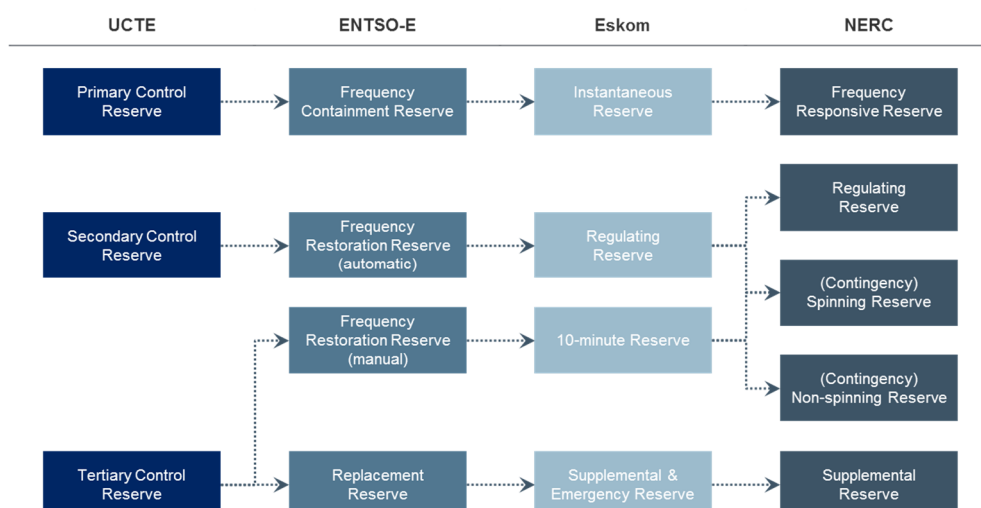 UCTE
ENTSO-E
Eskom
NERC
Primary Control
Reserve
Frequency
Containment Reserve
Instantaneous
Reserve
Frequency
Responsive Reserve
Regulating
Reserve
Secondary Control
Reserve
Frequency
Restoration Reserve
(automatic)
Regulating
Reserve
(Contingency)
Spinning Reserve
Frequency
Restoration Reserve
(manual)
10-minute Reserve
(Contingency)
Non-spinning Reserve
Tertiary Control
Reserve
Replacement
Reserve
Supplemental &
Emergency Reserve
Supplemental
Reserve